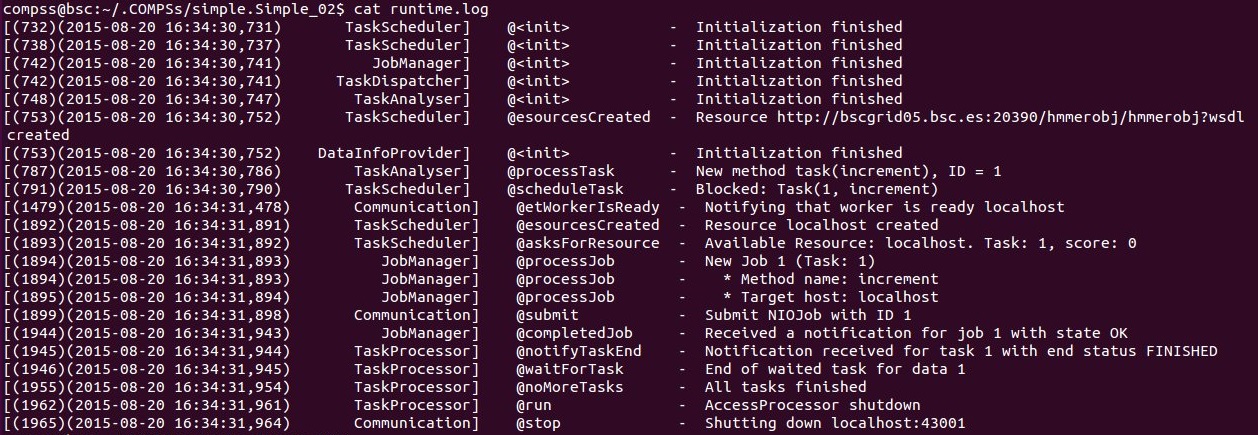 compss@bsc:~/.COMPSs/simple.Simple_02$ cat runtime.log
[(732)(2015-08-20 16:34:30,731)       TaskScheduler]    @<init>           -  Initialization finished
[(738)(2015-08-20 16:34:30,737)       TaskScheduler]    @<init>           -  Initialization finished
[(742)(2015-08-20 16:34:30,741)          JobManager]    @<init>           -  Initialization finished
[(742)(2015-08-20 16:34:30,741)      TaskDispatcher]    @<init>           -  Initialization finished
[(748)(2015-08-20 16:34:30,747)        TaskAnalyser]    @<init>           -  Initialization finished
[(753)(2015-08-20 16:34:30,752)       TaskScheduler]    @esourcesCreated  -  Resource http://bscgrid05.bsc.es:20390/hmmerobj/hmmerobj?wsdl
created
[(753)(2015-08-20 16:34:30,752)    DataInfoProvider]    @<init>           -  Initialization finished
[(787)(2015-08-20 16:34:30,786)        TaskAnalyser]    @processTask      -  New method task(increment), ID = 1
[(791)(2015-08-20 16:34:30,790)       TaskScheduler]    @scheduleTask     -  Blocked: Task(1, increment)
[(1479)(2015-08-20 16:34:31,478)       Communication]    @etWorkerIsReady  -  Notifying that worker is ready localhost
[(1892)(2015-08-20 16:34:31,891)       TaskScheduler]    @esourcesCreated  -  Resource localhost created
[(1893)(2015-08-20 16:34:31,892)       TaskScheduler]    @asksForResource  -  Available Resource: localhost. Task: 1, score: 0
[(1894)(2015-08-20 16:34:31,893)          JobManager]    @processJob       -  New Job 1 (Task: 1)
[(1894)(2015-08-20 16:34:31,893)          JobManager]    @processJob       -    * Method name: increment
[(1895)(2015-08-20 16:34:31,894)          JobManager]    @processJob       -    * Target host: localhost
[(1899)(2015-08-20 16:34:31,898)       Communication]    @submit           -  Submit NIOJob with ID 1
[(1944)(2015-08-20 16:34:31,943)          JobManager]    @completedJob     -  Received a notification for job 1 with state OK
[(1945)(2015-08-20 16:34:31,944)       TaskProcessor]    @notifyTaskEnd    -  Notification received for task 1 with end status FINISHED
[(1946)(2015-08-20 16:34:31,945)       TaskProcessor]    @waitForTask      -  End of waited task for data 1
[(1955)(2015-08-20 16:34:31,954)       TaskProcessor]    @noMoreTasks      -  All tasks finished
[(1962)(2015-08-20 16:34:31,961)       TaskProcessor]    @run              -  AccessProcessor shutdown
[(1965)(2015-08-20 16:34:31,964)       Communication]    @stop             -  Shutting down localhost:43001